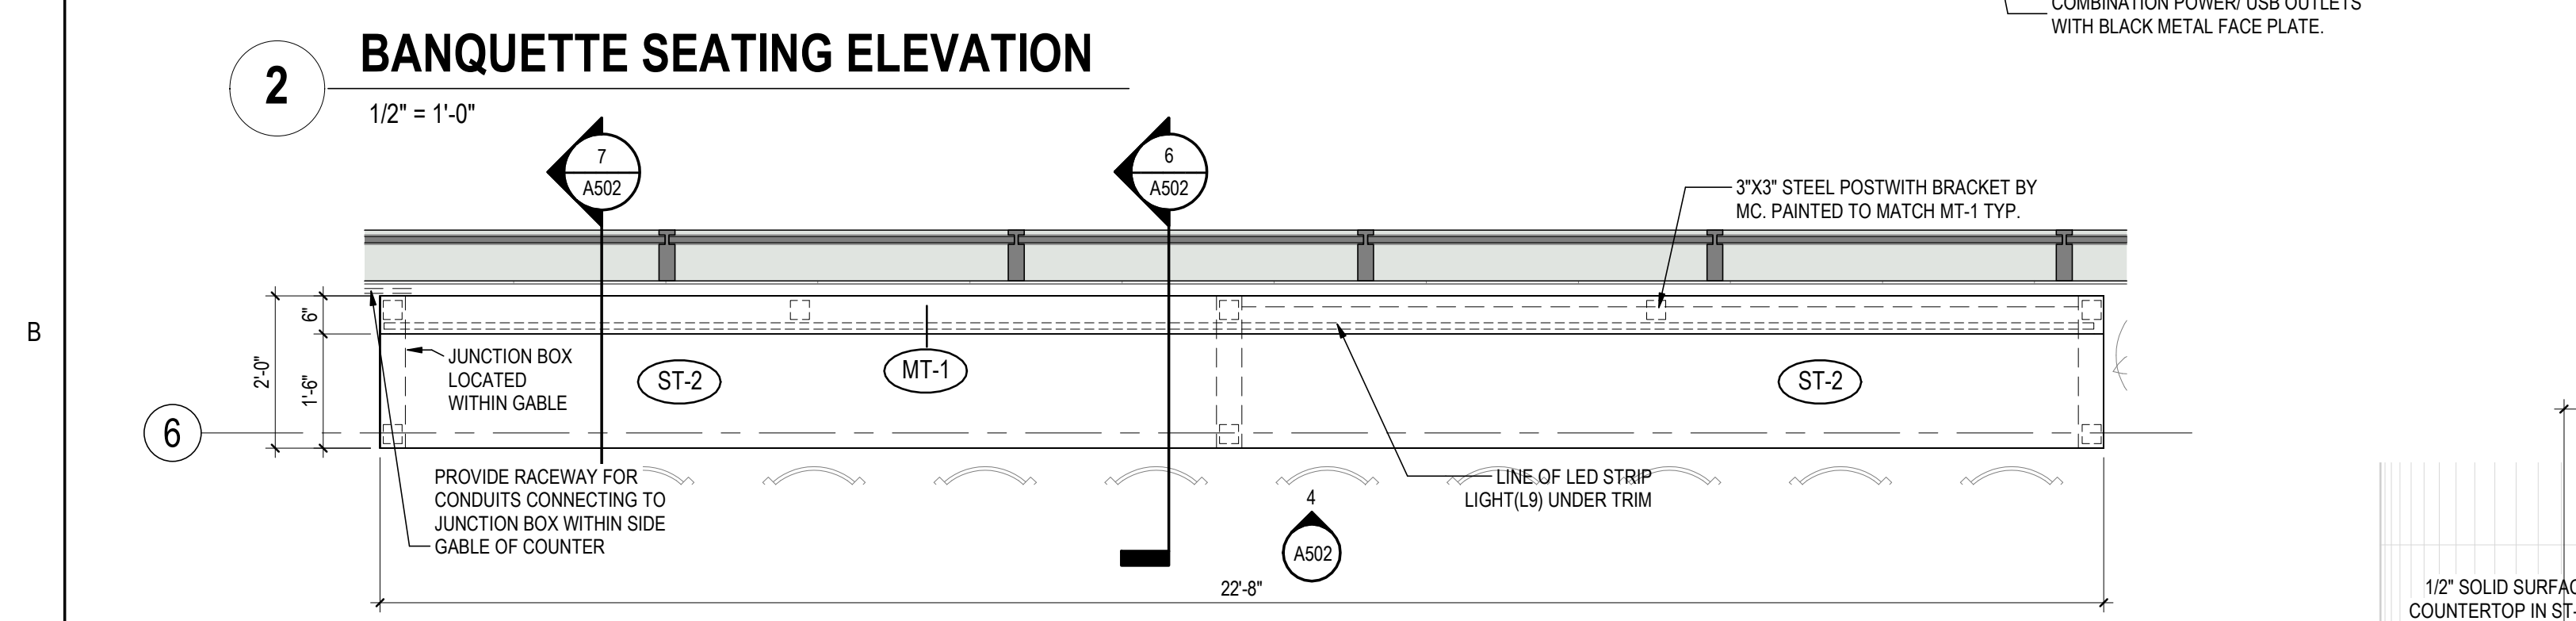 COMBINATION POWER/ USB OUTLETS
WITH BLACK METAL FACE PLATE.
2
BANQUETTE SEATING ELEVATION
1/2" = 1'-0"
7
A502
6
A502
3"X3" STEEL POSTWITH BRACKET BY
MC. PAINTED TO MATCH MT-1 TYP.
B
6"
2'-0"
1'-6"
JUNCTION BOX
LOCATED
WITHIN GABLE
ST-2
MT-1
ST-2
6
PROVIDE RACEWAY FOR
CONDUITS CONNECTING TO
JUNCTION BOX WITHIN SIDE
GABLE OF COUNTER
LINE OF LED STRIP
LIGHT(L9) UNDER TRIM
4
A502
22'-8"
1/2" SOLID SURFAC
COUNTERTOP IN ST-